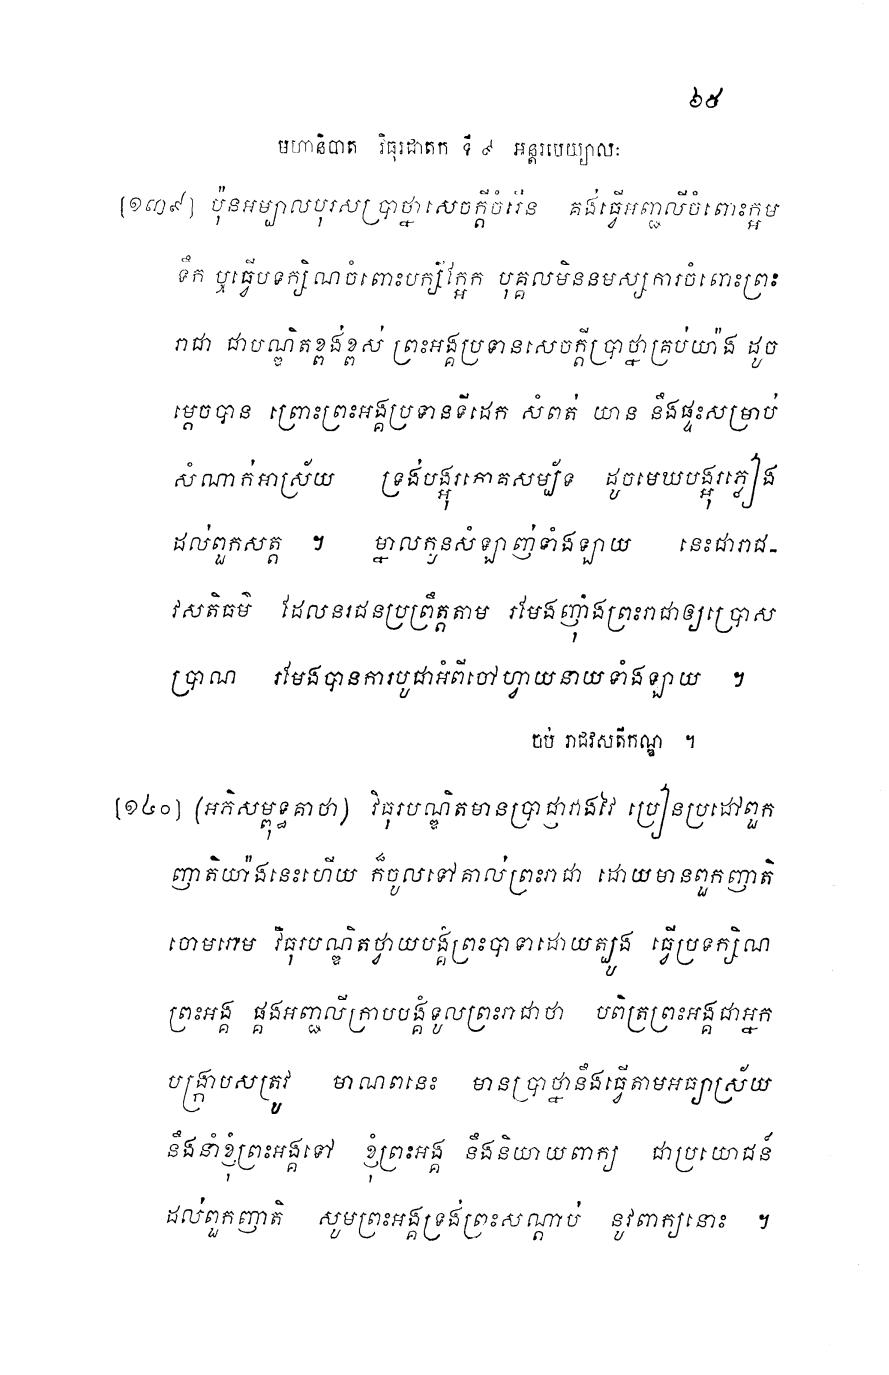 ៦៥
មហានិបាត វិធុរជាតក ទី ៩ អន្តរបេយ្យាលៈ
[១៣៩] ប៉ុនអម្បាលបុរសប្រាថ្នាសេចក្តីចំរើន គង់ធ្វើអញ្ជលីចំពោះក្អម
ទឹក ឬធ្វើបទក្សិណចំពោះបក្សីក្អែក បុគ្គលមិននមស្សការចំពោះព្រះ
រាជា ជាបណ្ឌិតខ្ពង់ខ្ពស់ ព្រះអង្គប្រទានសេចក្តីប្រាថ្នាគ្រប់យ៉ាង ដូច
ម្តេចបាន ព្រោះព្រះអង្គប្រទានទីដេក សំពត់ យាន នឹងផ្ទះសម្រាប់
សំណាក់អាស្រ័យ ទ្រង់បង្អុរភោគសម្បទ ដូចមេឃបង្អុរភ្លៀង
ដល់ពួកសត្វ ។ ម្នាលកូនសំឡាញ់ទាំងឡាយ នេះជារាជ-
វសតិធម៌ ដែលនរជនប្រព្រឹត្តតាម រមែងញ៉ាំងព្រះរាជាឲ្យប្រោស
ប្រាណ រមែងបានការបូជាអំពីចៅហ្វាយនាយទាំងឡាយ ។
ចប់ រាជវសតីកណ្ឌ ។
[១៤០] (អភិសម្ពុទ្ធគាថា) វិធុរបណ្ឌិតមានប្រាជ្ញាវាងវៃ ប្រៀនប្រដៅពួក
ញាតិយ៉ាងនេះហើយ ក៏ចូលទៅគាល់ព្រះរាជា ដោយមានពួកញាតិ
ចោមរោម វិធុរបណ្ឌិតថ្វាយបង្គំព្រះបាទាដោយត្បូង ធ្វើប្រទក្សិណ
ព្រះអង្គ ផ្គងអញ្ជលីក្រាបបង្គំទូលព្រះរាជាថា បពិត្រព្រះអង្គជាអ្នក
បង្ក្រាបសត្រូវ មាណពនេះ មានប្រាថ្នានឹងធ្វើតាមអធ្យាស្រ័យ
នឹងនាំខ្ញុំព្រះអង្គទៅ ខ្ញុំព្រះអង្គ នឹងនិយាយពាក្យ ជាប្រយោជន៍
ដល់ពួកញាតិ សូមព្រះអង្គទ្រង់ព្រះសណ្តាប់ នូវពាក្យនោះ ។